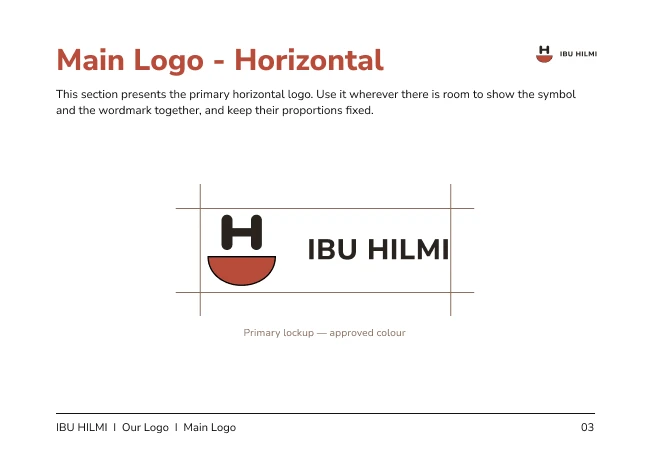 Main Logo - Horizontal
IBU HILMI
This section presents the primary horizontal logo. Use it wherever there is room to show the symbol
and the wordmark together, and keep their proportions fixed.
H
IBU HILMI
Primary lockup — approved colour
IBU HILMI I Our Logo I Main Logo
03